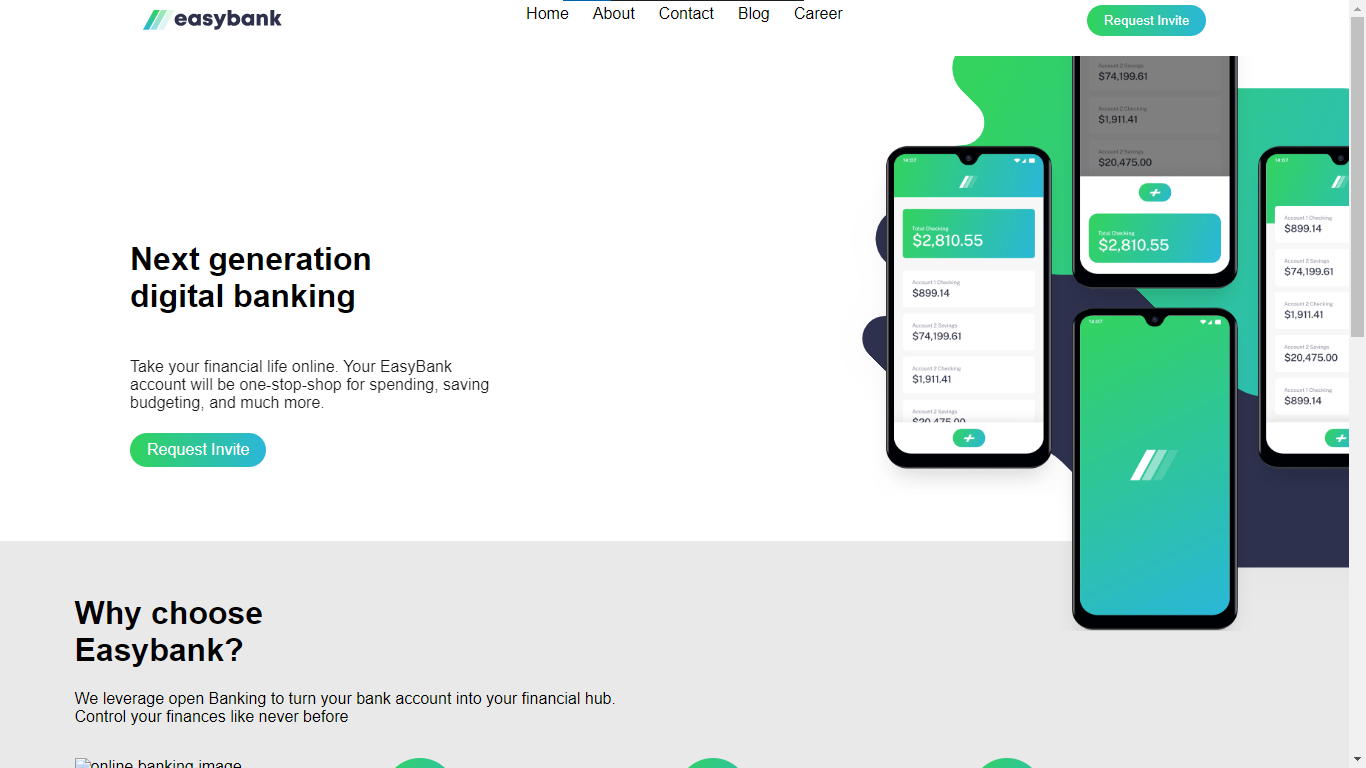 easybank
Home About Contact Blog Career
Request Invite
Next generation
digital banking
Take your financial life online. Your EasyBank
account will be one-stop-shop for spending, saving
budgeting, and much more.
Request Invite
14:07
Total Checking
$2,810.55
Account 1 Checking
$899.14
Account 2 Savings
$74,199.61
Account 2 Checking
$1,911.41
Account 2 Savings
$20,475.00
Account 2 Savings
$74,199.61
Account 2 Checking
$1,911.41
Account 2 Savings
$20,475.00
Total Checking
$2,810.55
14:07
14:07
Account 1 Checking
$899.14
Account 2 Savings
$74,199.61
Account 2 Checking
$1,911.41
Account 2 Savings
$20,475.00
Account 1 Checking
$899.14
Why choose
Easybank?
We leverage open Banking to turn your bank account into your financial hub.
Control your finances like never before
online banking image